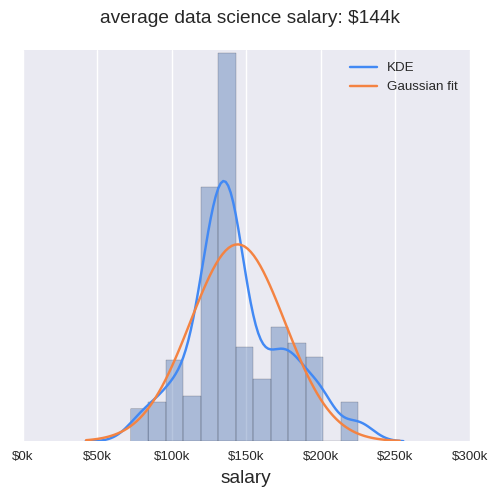 average data science salary: $144k
KDE
Gaussian fit
$0k $50k $100k $150k $200k $250k $300k
salary